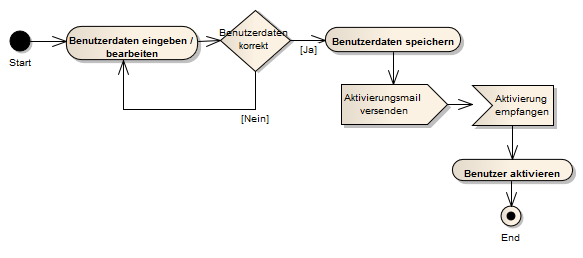 Start
Benutzerdaten eingeben /
bearbeiten
Benutzerdaten
korrekt
[Ja]
[Nein]
Benutzerdaten speichern
Aktivierungsmail
versenden
Aktivierung
empfangen
Benutzer aktivieren
End